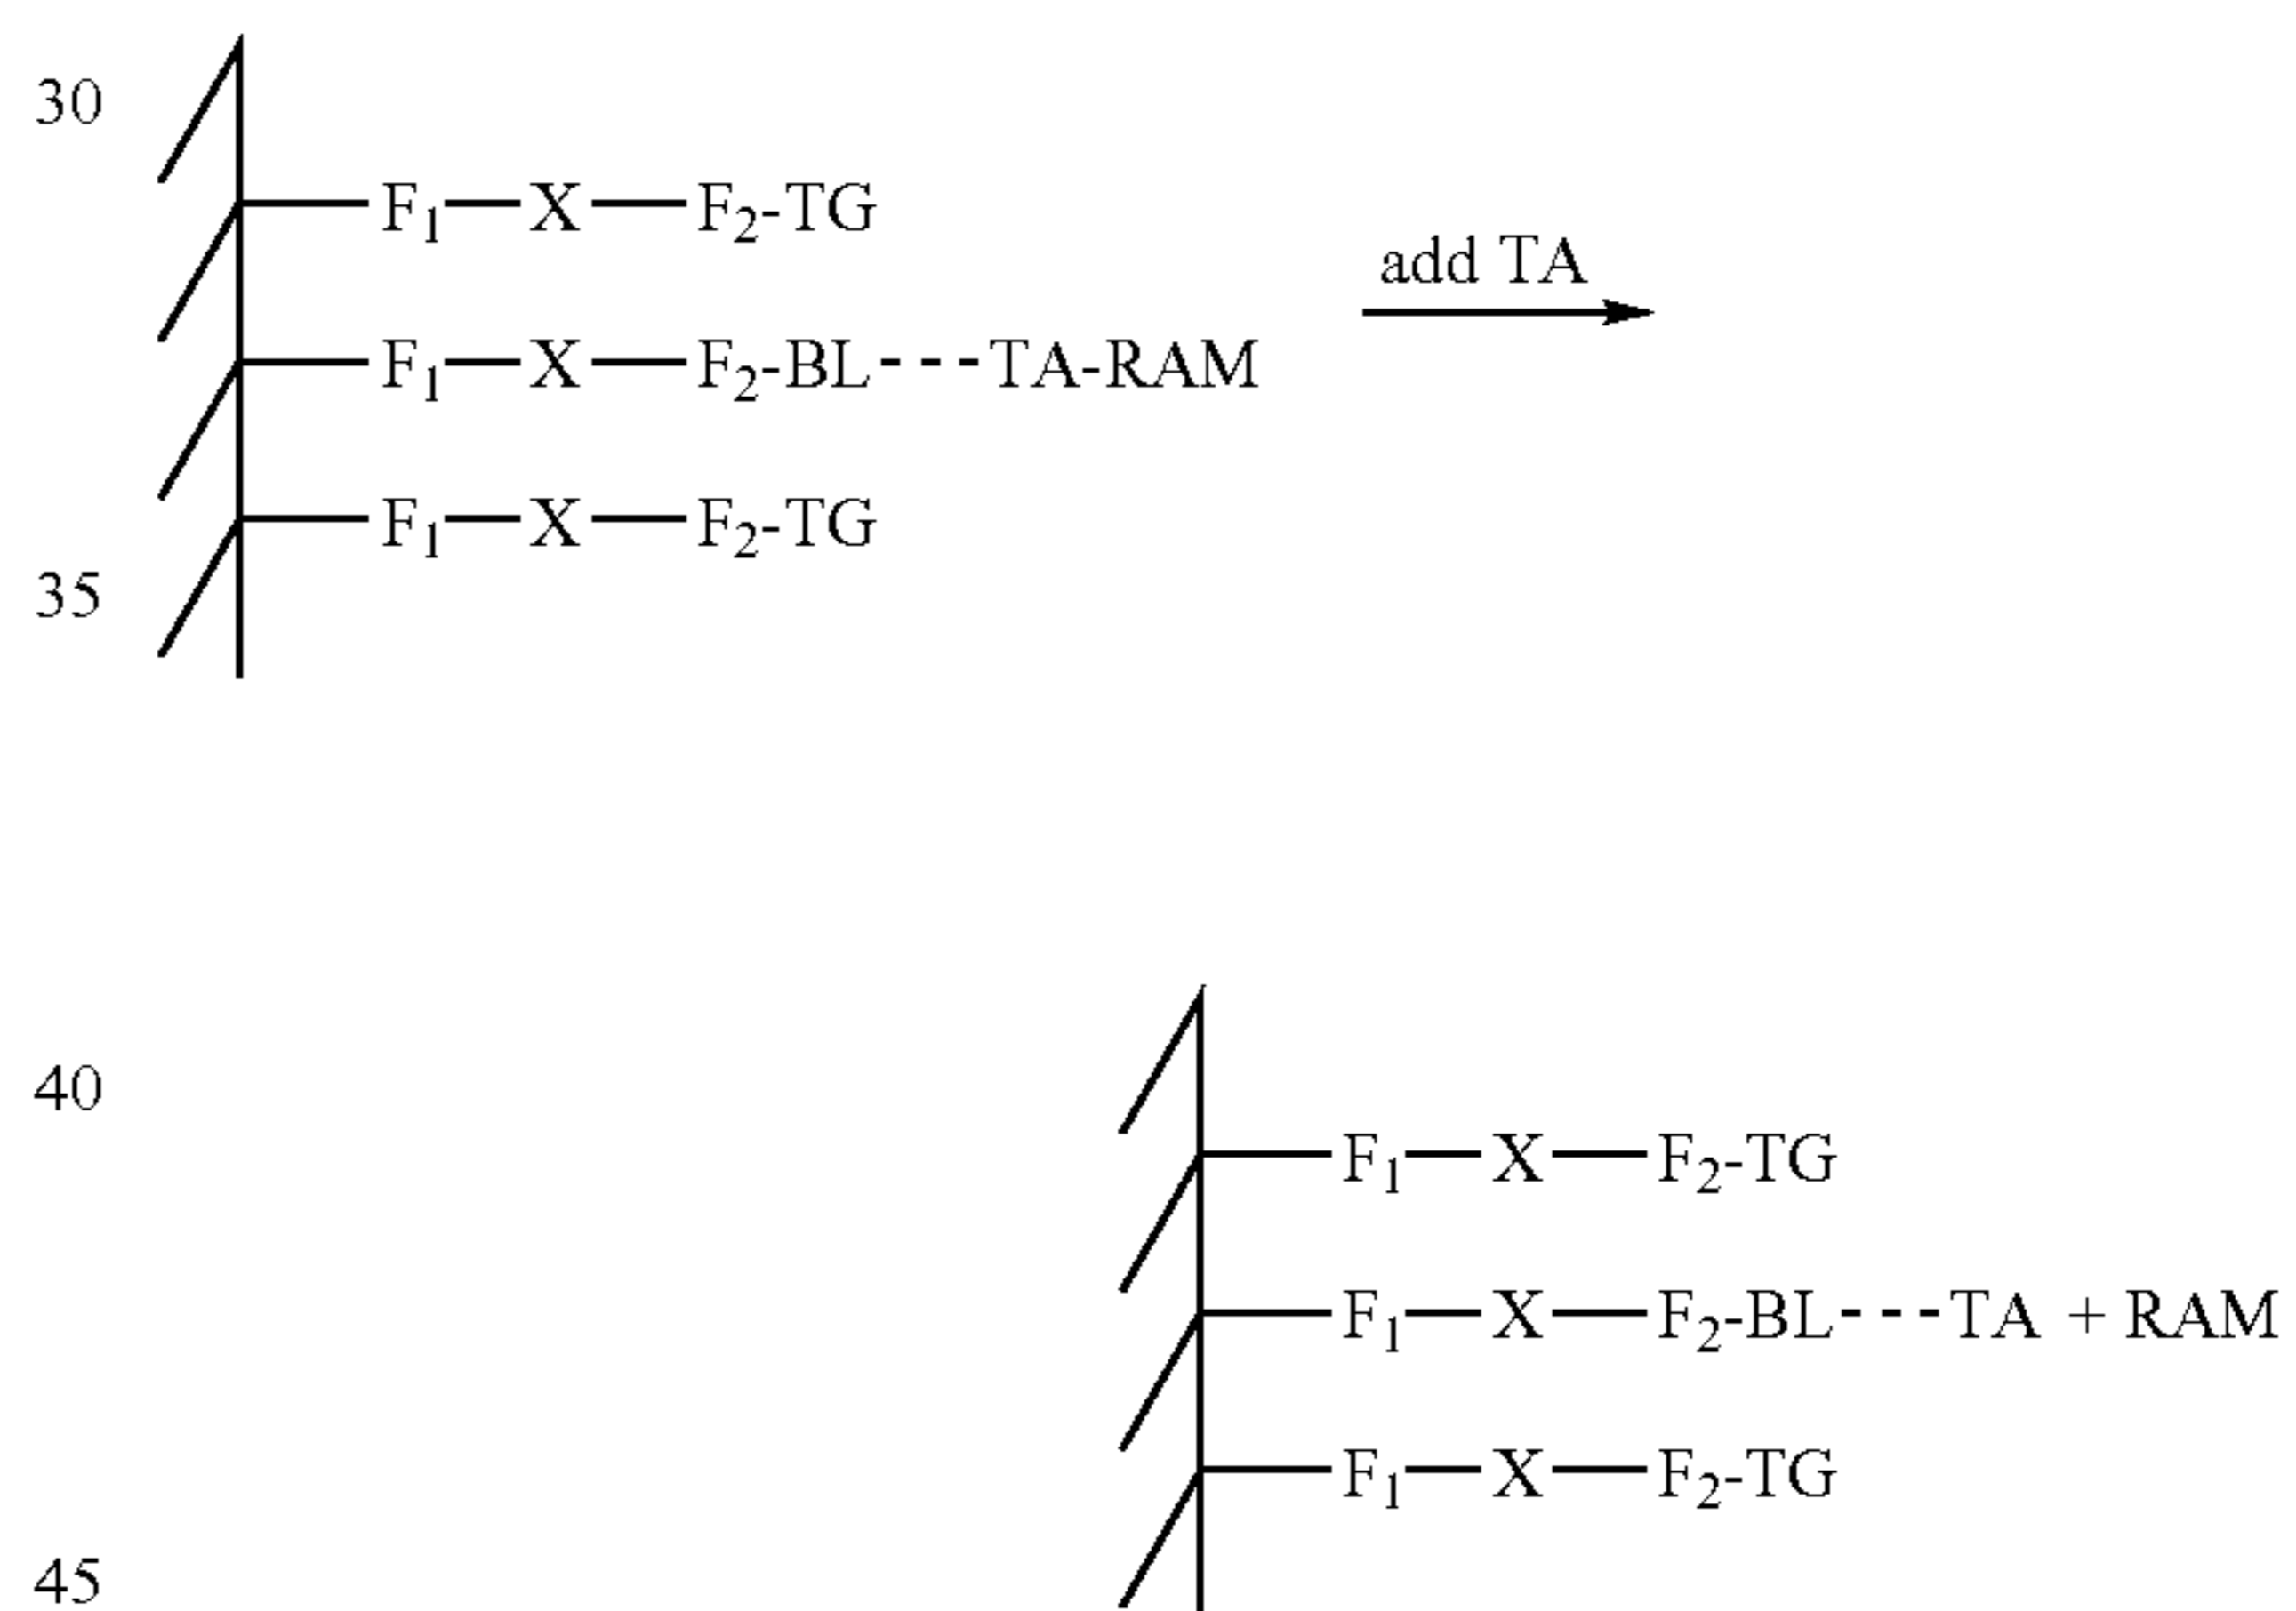 30
F₁—X—F₂-TG
add TA
F₁—X—F₂-BL---TA-RAM
F₁—X—F₂-TG
35
40
F₁—X—F₂-TG
F₁—X—F₂-BL---TA + RAM
F₁—X—F₂-TG
45